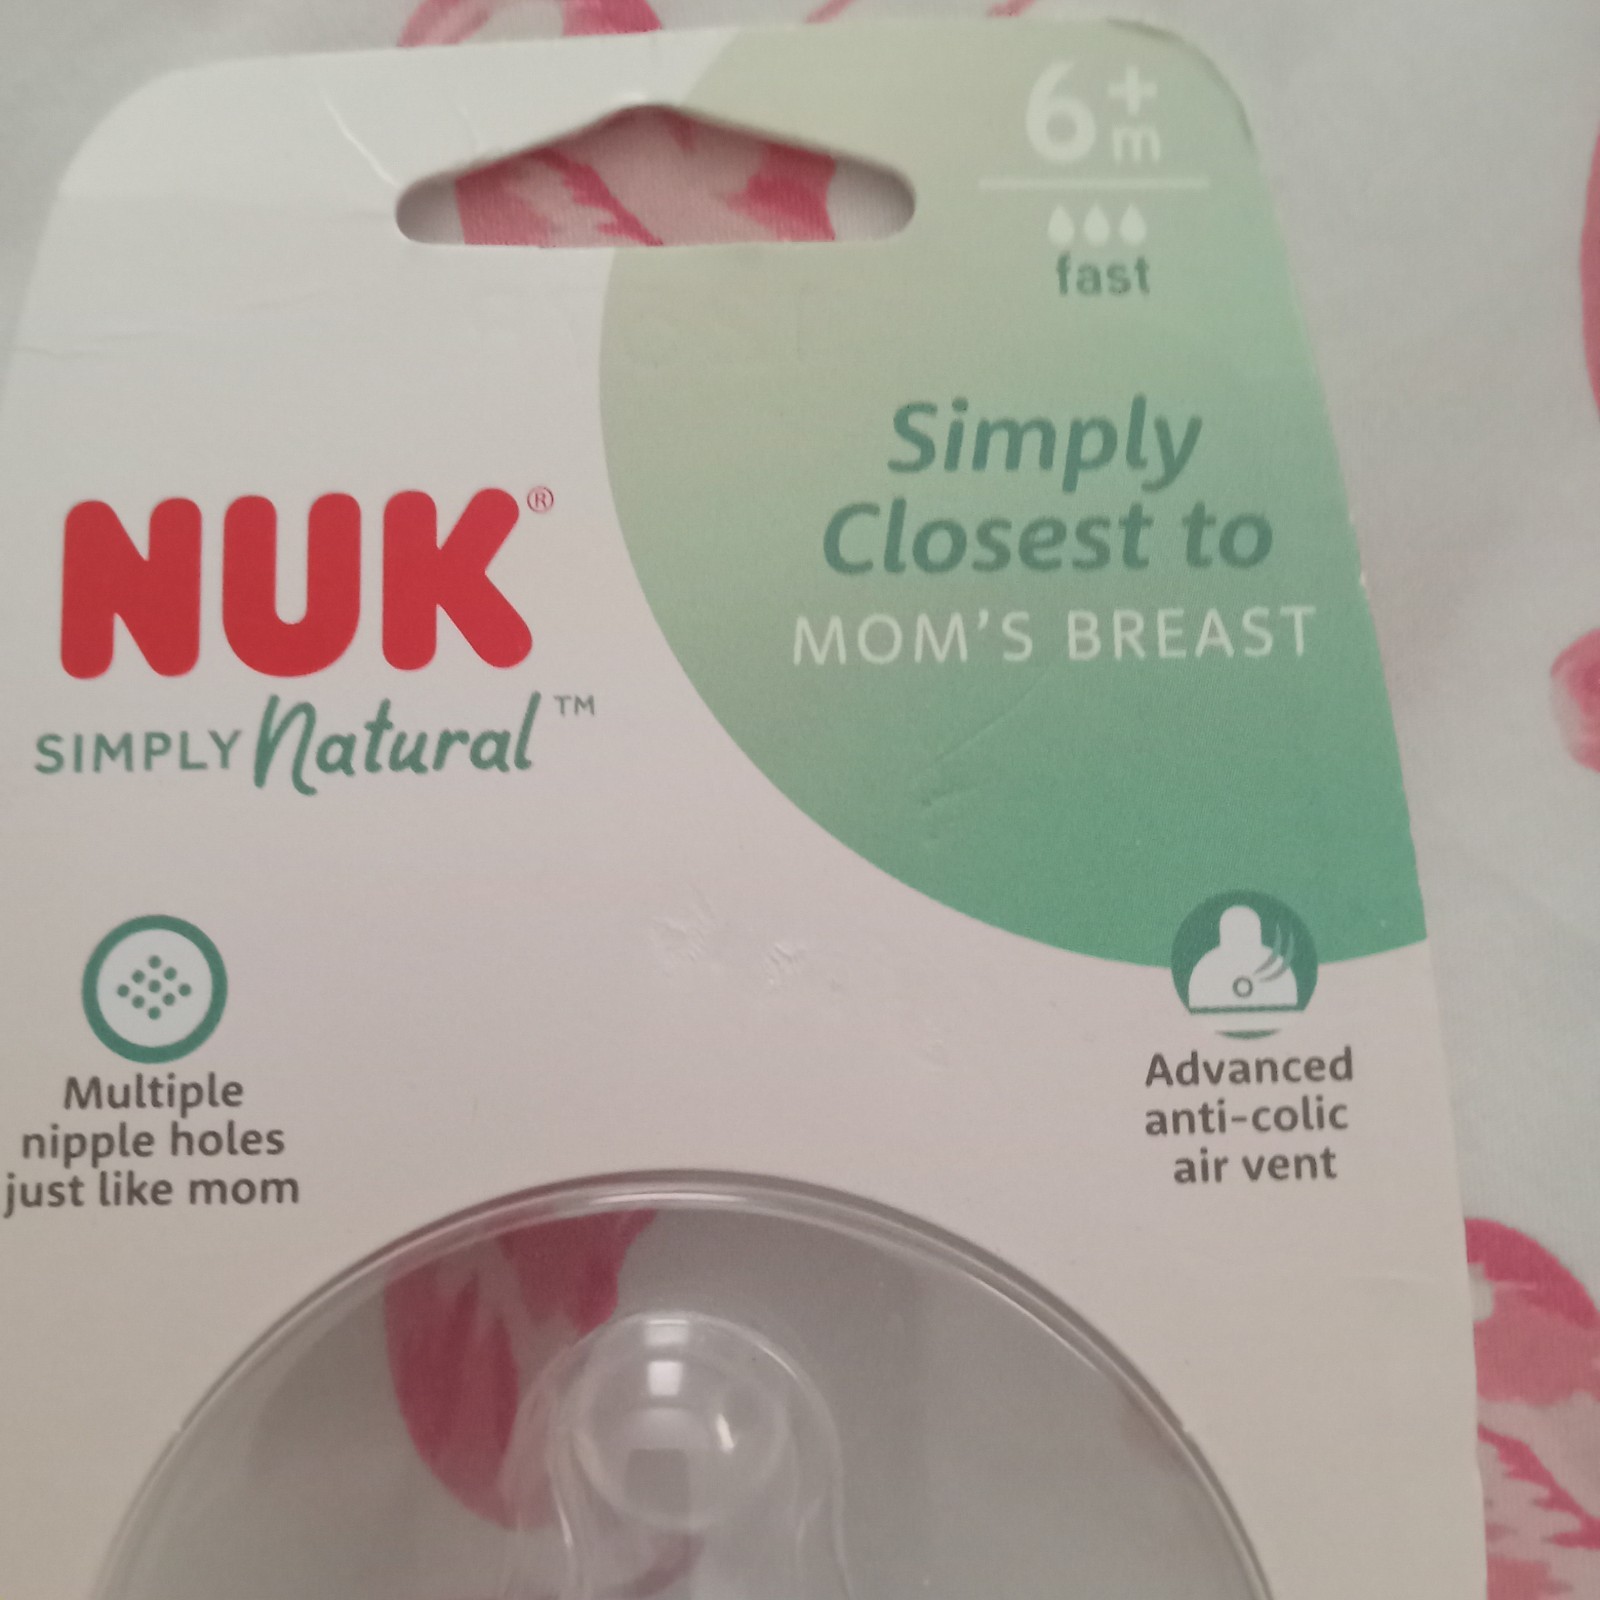 6+m
fast
Simply
Closest to
MOM'S BREAST
NUK®
SIMPLY Natural™
Multiple
nipple holes
just like mom
Advanced
anti-colic
air vent